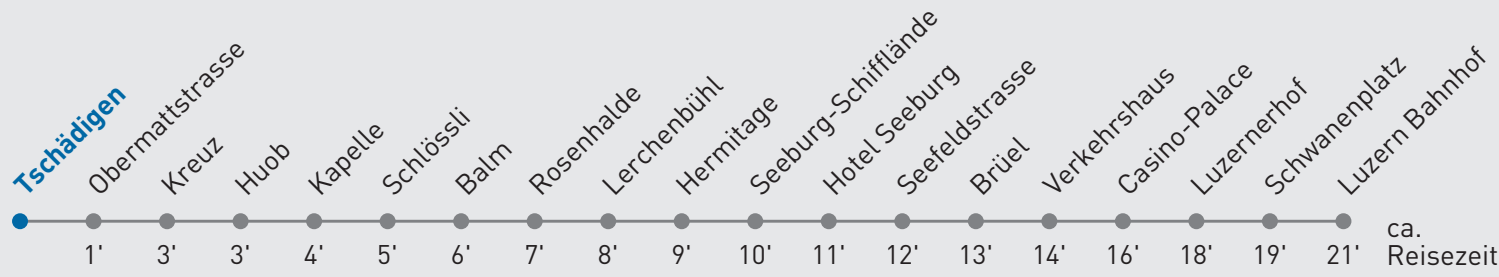 Tschädigen
Obermattstrasse
Kreuz
Huob
Kapelle
Schlössli
Balm
Rosenhalde
Lerchenbühl
Hermitage
Seeburg-Schifflände
Hotel Seeburg
Seefeldstrasse
Brüel
Verkehrshaus
Casino-Palace
Luzernerhof
Schwanenplatz
Luzern Bahnhof
1' 3' 3' 4' 5' 6' 7' 8' 9' 10' 11' 12' 13' 14' 16' 18' 19' 21'
ca.
Reisezeit